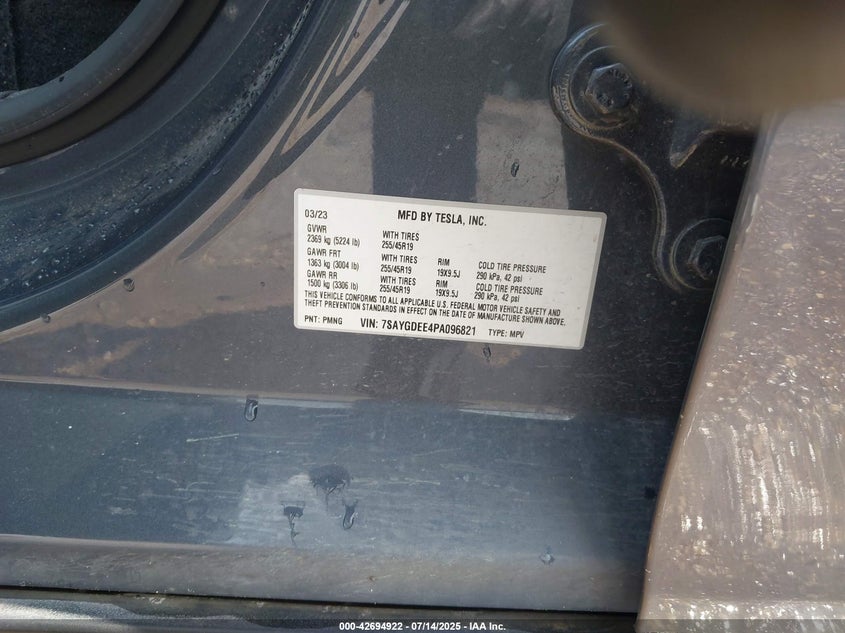 03/23 MFD BY TESLA, INC.
GVWR
2369 kg (5224 lb) WITH TIRES 255/45R19
GAWR FRT
1363 kg (3004 lb) WITH TIRES 255/45R19 RIM 19X9.5J COLD TIRE PRESSURE 290 kPa, 42 psi
GAWR RR
1500 kg (3306 lb) WITH TIRES 255/45R19 RIM 19X9.5J COLD TIRE PRESSURE 290 kPa, 42 psi
THIS VEHICLE CONFORMS TO ALL APPLICABLE U.S. FEDERAL MOTOR VEHICLE SAFETY AND
THEFT PREVENTION STANDARDS IN EFFECT ON THE DATE OF MANUFACTURE SHOWN ABOVE.
PNT: PMNG VIN: 7SAYGDEE4PA096821 TYPE: MPV
000-42694922 - 07/14/2025 - IAA Inc.